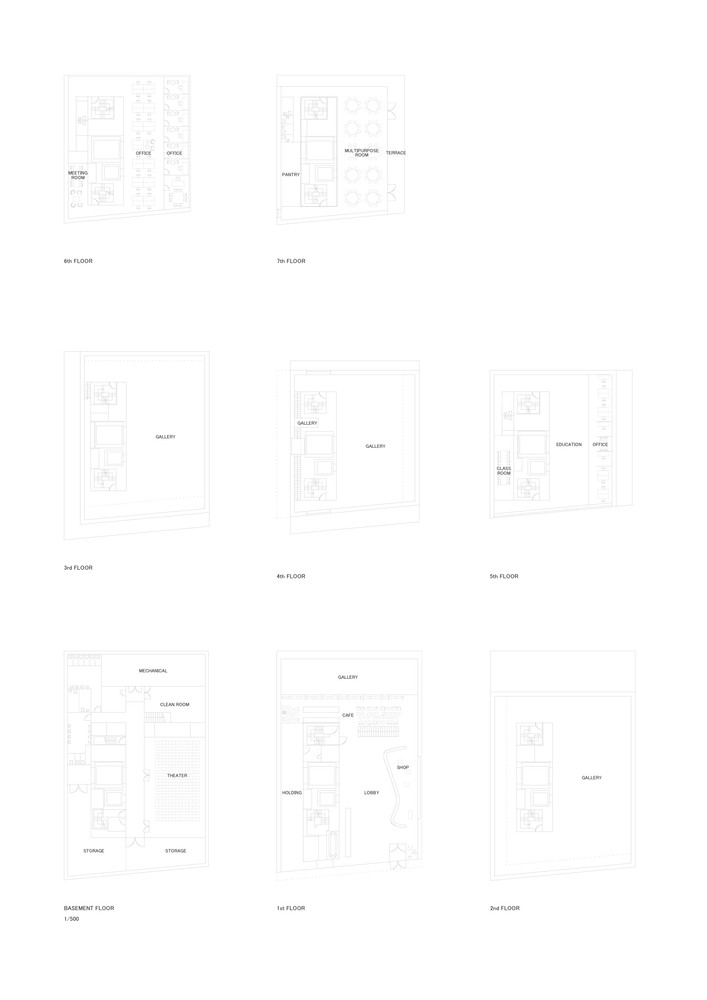 OFFICE
OFFICE
MEETING
ROOM
6th FLOOR
MULTIPURPOSE
ROOM
TERRACE
PANTRY
7th FLOOR
GALLERY
3rd FLOOR
GALLERY
GALLERY
4th FLOOR
EDUCATION
OFFICE
CLASS
ROOM
5th FLOOR
MECHANICAL
CLEAN ROOM
THEATER
STORAGE
STORAGE
BASEMENT FLOOR
1/500
GALLERY
CAFE
SHOP
HOLDING
LOBBY
1st FLOOR
GALLERY
2nd FLOOR